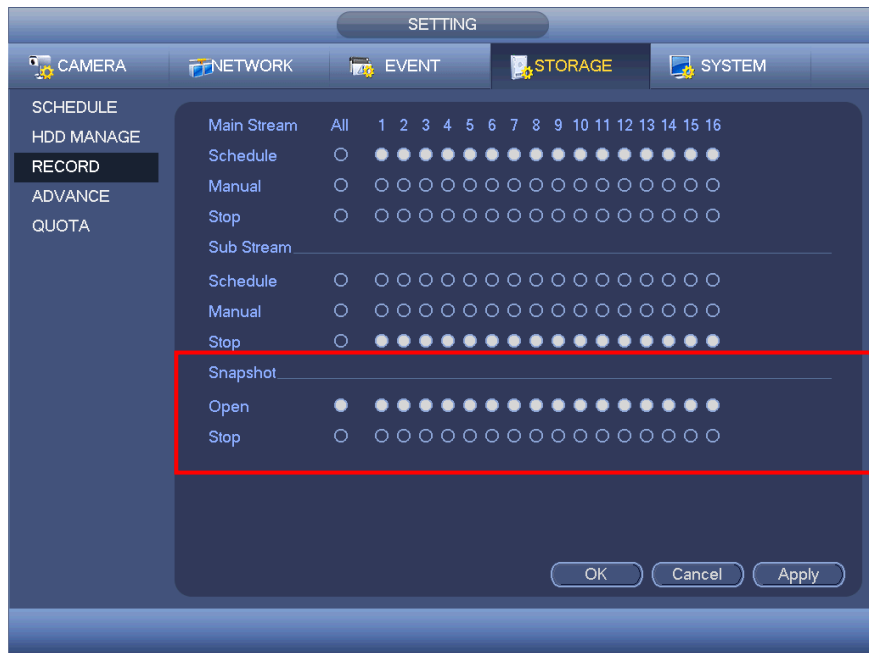 SETTING
CAMERA NETWORK EVENT STORAGE SYSTEM
SCHEDULE
HDD MANAGE
RECORD
ADVANCE
QUOTA
Main Stream All 1 2 3 4 5 6 7 8 9 10 11 12 13 14 15 16
Schedule
Manual
Stop
Sub Stream
Schedule
Manual
Stop
Snapshot
Open
Stop
OK Cancel Apply